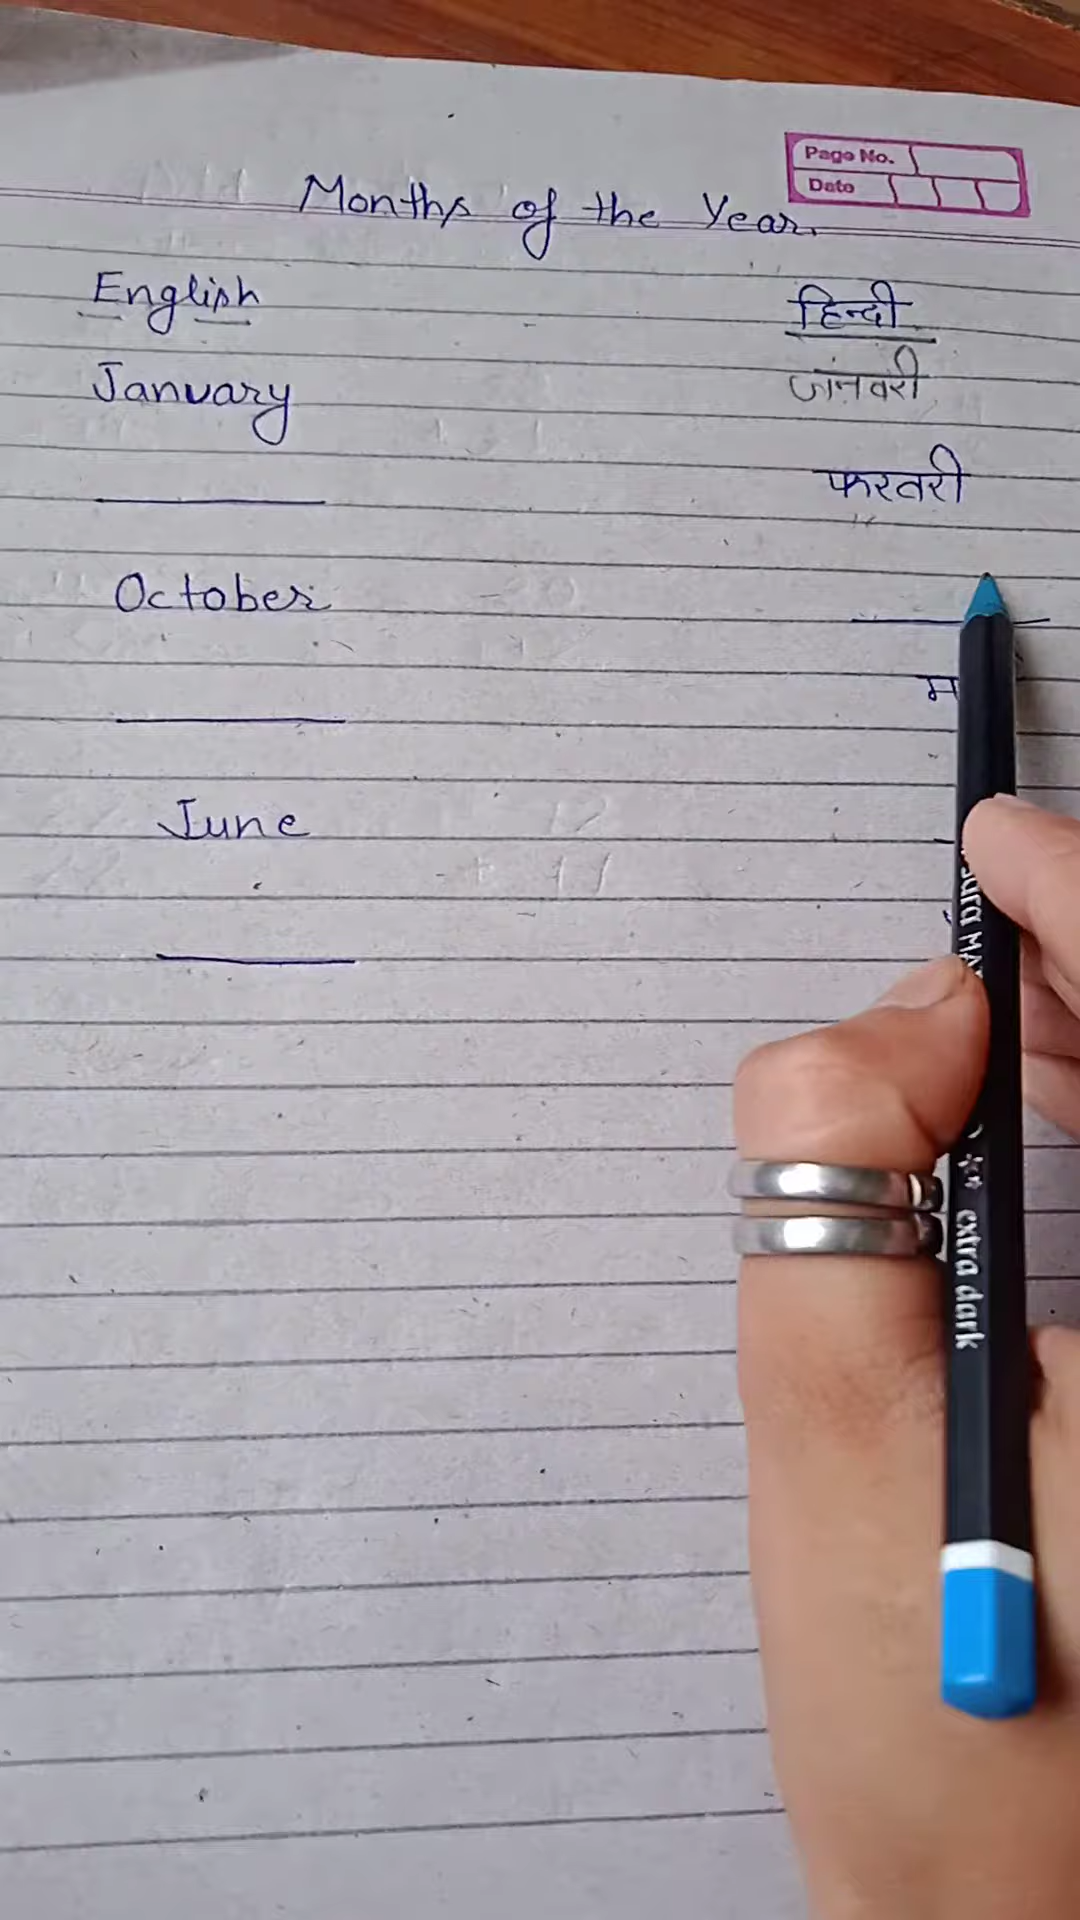 Page No.
Date
Months of the Year.
English हिन्दी
January जनवरी
फरवरी
October
म
June
extra dark